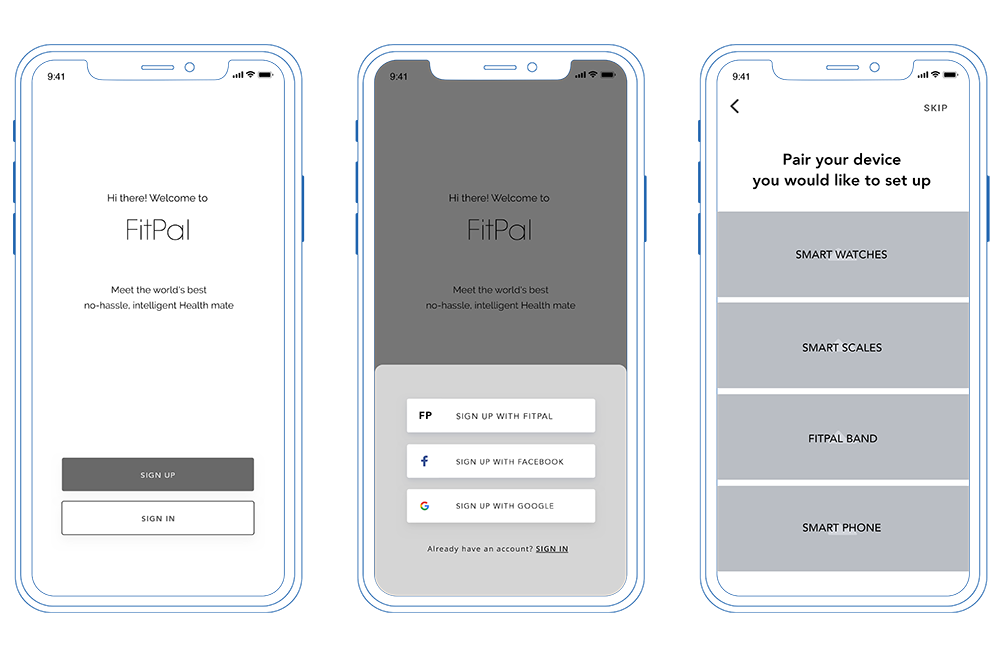 9:41
Hi there! Welcome to
FitPal
Meet the world's best
no-hassle, intelligent Health mate
SIGN UP
SIGN IN
9:41
Hi there! Welcome to
FitPal
Meet the world's best
no-hassle, intelligent Health mate
FP SIGN UP WITH FITPAL
f SIGN UP WITH FACEBOOK
G SIGN UP WITH GOOGLE
Already have an account? SIGN IN
9:41
SKIP
Pair your device
you would like to set up
SMART WATCHES
SMART SCALES
FITPAL BAND
SMART PHONE